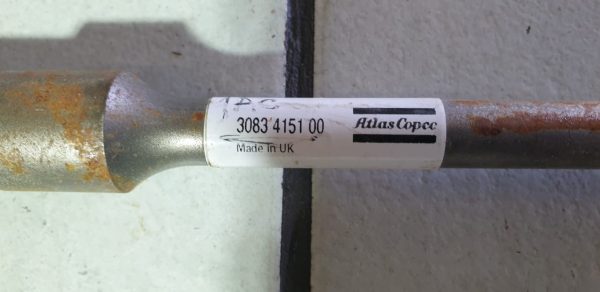 3083 4151 00
Made in UK
Atlas Copco